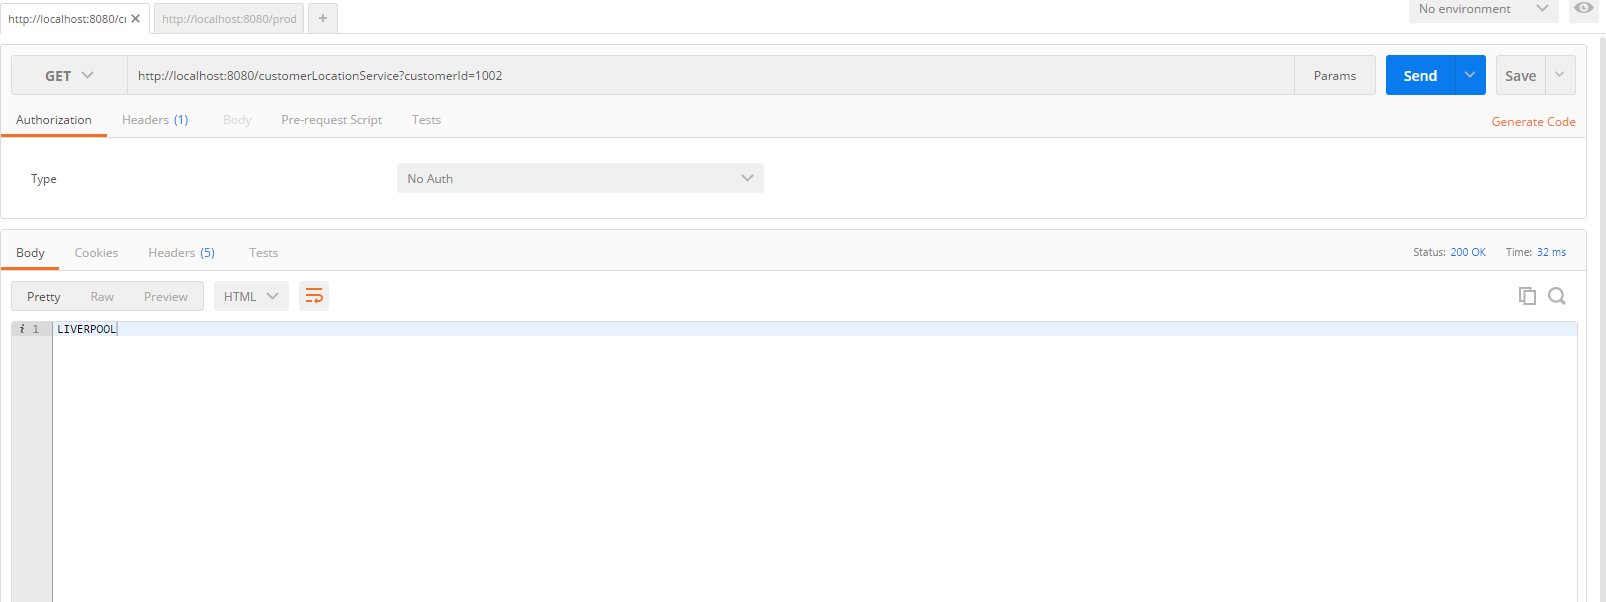 http://localhost:8080/cu
http://localhost:8080/prod
+
No environment
GET
http://localhost:8080/customerLocationService?customerId=1002
Params
Send
Save
Authorization
Headers (1)
Body
Pre-request Script
Tests
Generate Code
Type
No Auth
Body
Cookies
Headers (5)
Tests
Status: 200 OK
Time: 32 ms
Pretty
Raw
Preview
HTML
i 1
LIVERPOOL